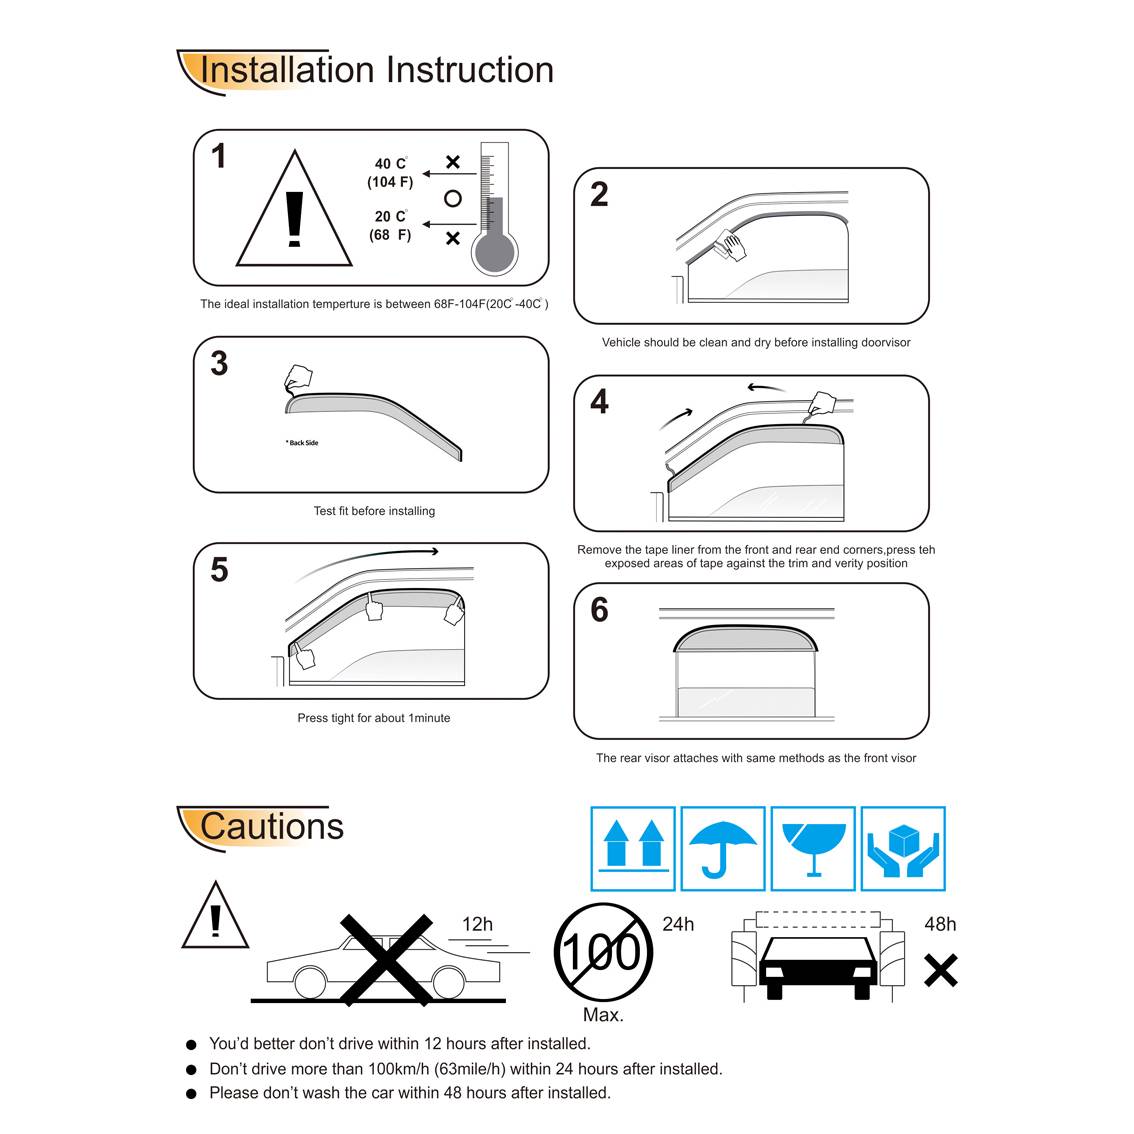 Installation Instruction
1
40 C°
(104 F)
20 C°
(68 F)
The ideal installation temperture is between 68F-104F(20C°-40C°)
2
Vehicle should be clean and dry before installing doorvisor
3
* Back Side
Test fit before installing
4
Remove the tape liner from the front and rear end corners,press teh
exposed areas of tape against the trim and verity position
5
Press tight for about 1minute
6
The rear visor attaches with same methods as the front visor
Cautions
!
12h
100
24h
Max.
48h
● You'd better don't drive within 12 hours after installed.
● Don't drive more than 100km/h (63mile/h) within 24 hours after installed.
● Please don't wash the car within 48 hours after installed.